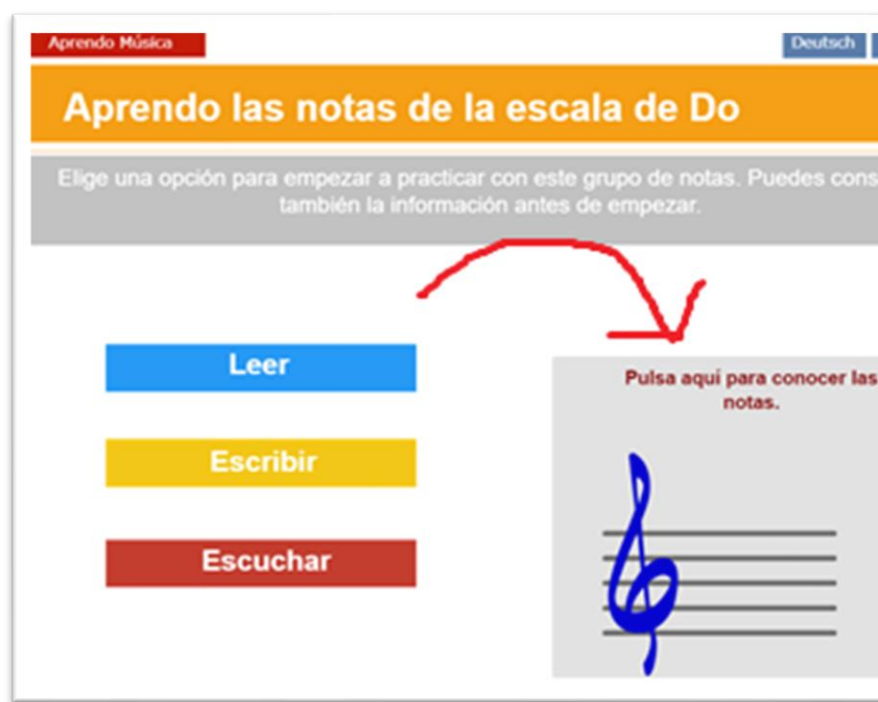 Aprendo Música
Deutsch
Aprendo las notas de la escala de Do
Elige una opción para empezar a practicar con este grupo de notas. Puedes
también la información antes de empezar.
Leer
Escribir
Escuchar
Pulsa aquí para conocer las
notas.